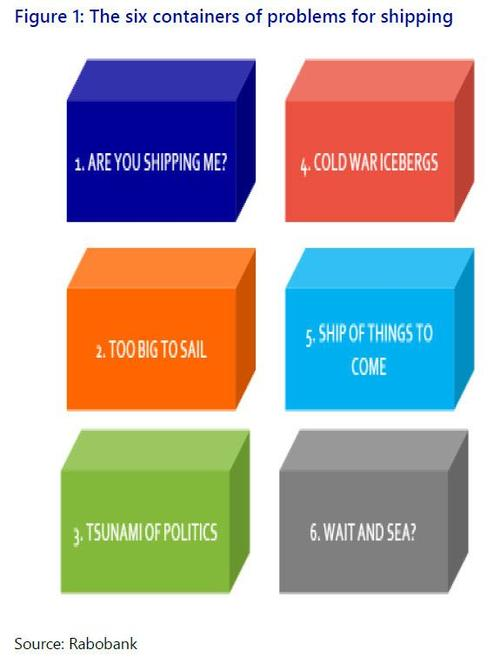 Figure 1: The six containers of problems for shipping
1. ARE YOU SHIPPING ME?
4. COLD WAR ICEBERGS
2. TOO BIG TO SAIL
5. SHIP OF THINGS TO
COME
3. TSUNAMI OF POLITICS
6. WAIT AND SEA?
Source: Rabobank